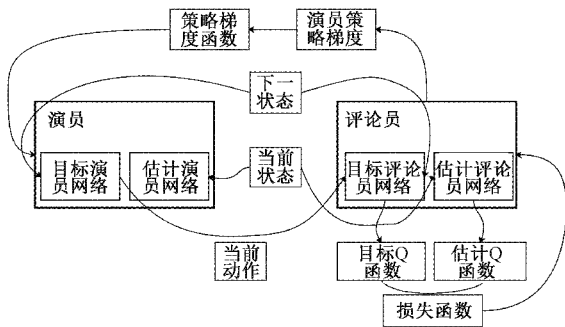 策略梯
度函数
演员策
略梯度
下一
状态
演员
评论员
目标演
员网络
估计演
员网络
当前
状态
目标评论
员网络
估计评论
员网络
当前
动作
目标Q
函数
估计Q
函数
损失函数